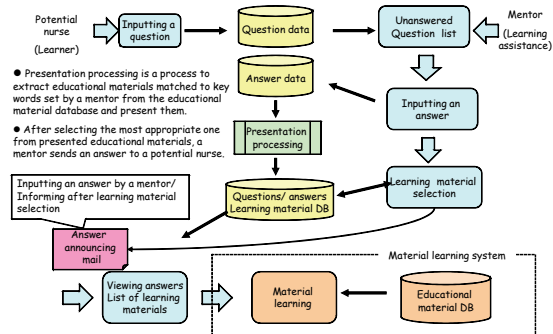 Potential
nurse
(Learner)
Inputting a
question
Question data
Unanswered
Question list
Mentor
(Learning
assistance)
Answer data
● Presentation processing is a process to
extract educational materials matched to key
words set by a mentor from the educational
material database and present them.
● After selecting the most appropriate one
from presented educational materials, a
mentor sends an answer to a potential nurse.
Inputting an
answer
Presentation
processing
Learning material
selection
Questions/ answers
Learning material DB
Inputting an answer by a mentor/
Informing after learning material
selection
Answer
announcing
mail
Material learning system
Viewing answers
List of learning
materials
Material
learning
Educational
material DB